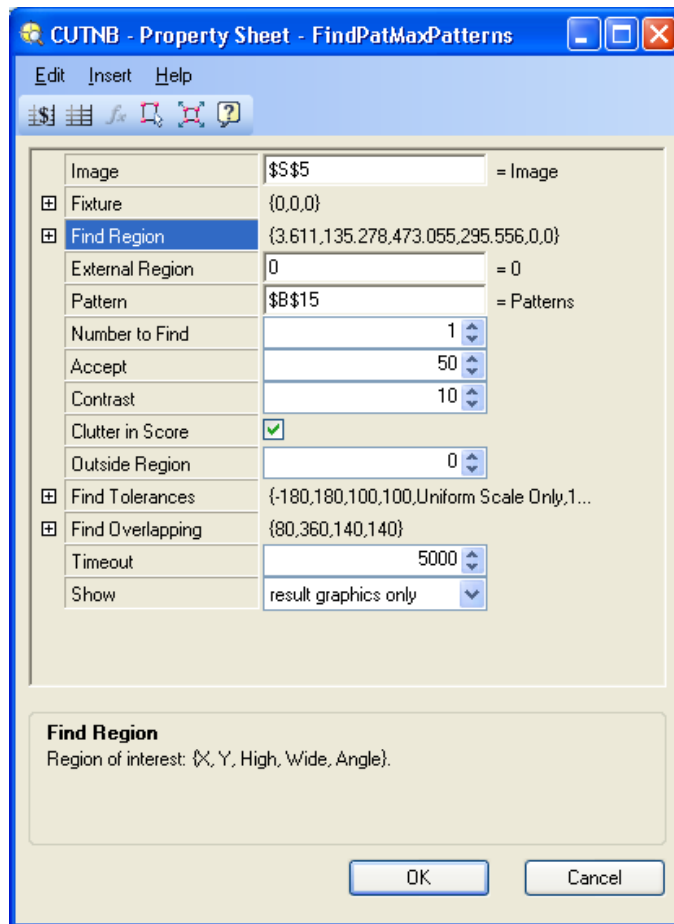 CUTNB - Property Sheet - FindPatMaxPatterns
Edit Insert Help
Image $S$5 = Image
Fixture {0,0,0}
Find Region {3.611,135.278,473.055,295.556,0,0}
External Region 0 = 0
Pattern $B$15 = Patterns
Number to Find 1
Accept 50
Contrast 10
Clutter in Score
Outside Region 0
Find Tolerances {-180,180,100,100,Uniform Scale Only,1...
Find Overlapping {80,360,140,140}
Timeout 5000
Show result graphics only
Find Region
Region of interest: {X, Y, High, Wide, Angle}.
OK Cancel